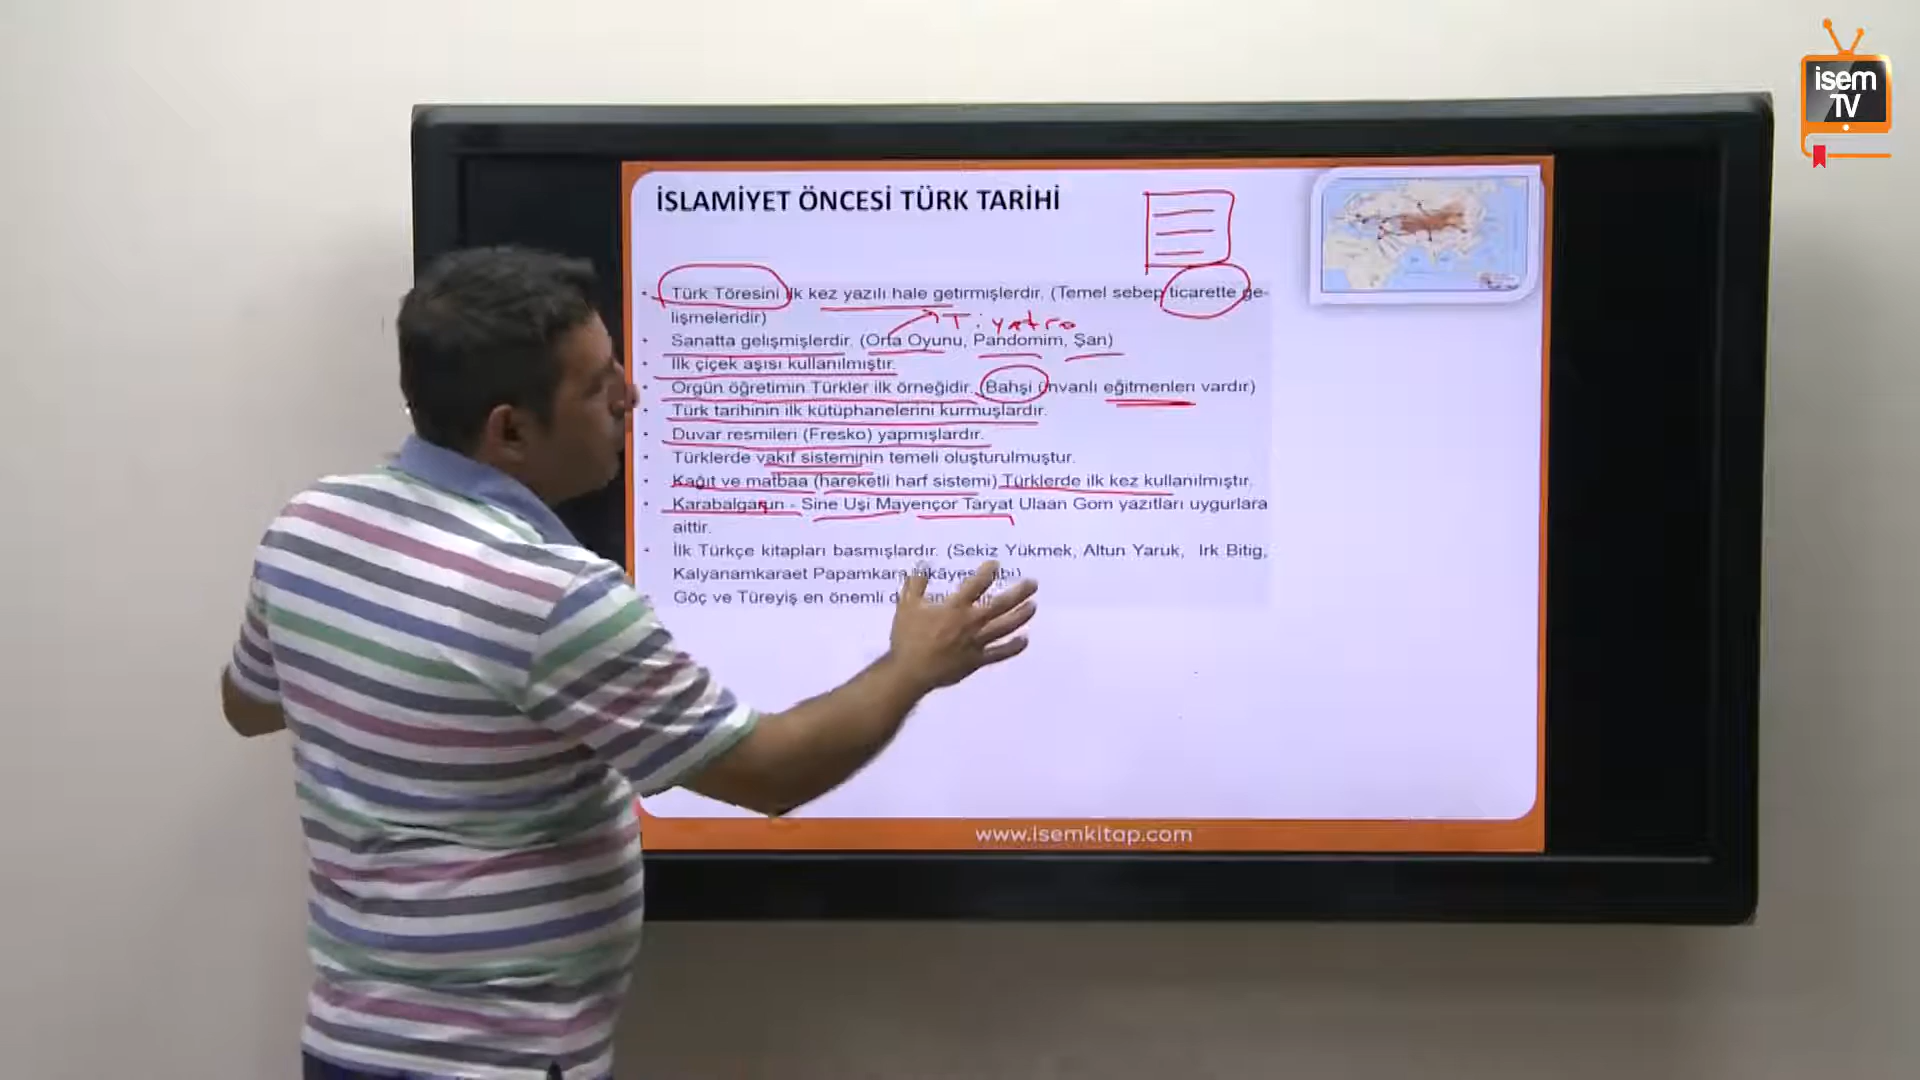 isem
TV
İSLAMİYET ÖNCESİ TÜRK TARİHİ
• Türk Töresini ilk kez yazılı hale getirmişlerdir. (Temel sebep ticarette ge-
lişmeleridir)
Tiyatro
• Sanatta gelişmişlerdir. (Orta Oyunu, Pandomim, Şan)
• İlk çiçek aşısı kullanılmıştır.
• Örgün öğretimin Türkler ilk örneğidir. (Bahşi ünvanlı eğitmenleri vardır)
• Türk tarihinin ilk kütüphanelerini kurmuşlardır.
• Duvar resmileri (Fresko) yapmışlardır.
• Türklerde vakıf sisteminin temeli oluşturulmuştur.
• Kağıt ve matbaa (hareketli harf sistemi) Türklerde ilk kez kullanılmıştır.
• Karabalgasun - Sine Uşi Mayençor Taryat Ulaan Gom yazıtları uygurlara
aittir.
• İlk Türkçe kitapları basmışlardır. (Sekiz Yükmek, Altun Yaruk, Irk Bitig,
Kalyanamkaraet Papamkara
• Göç ve Türeyiş en önemli
www.isemkitap.com